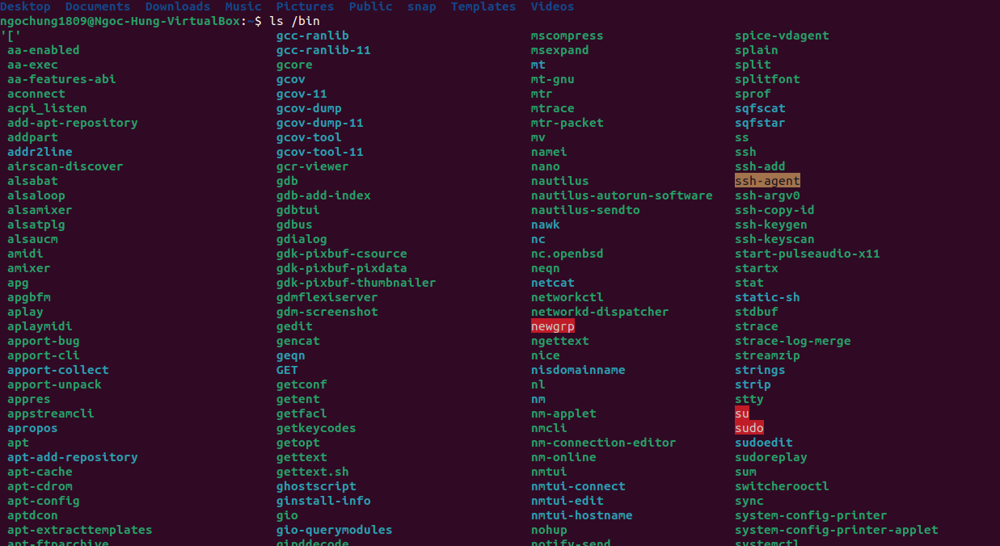 Desktop Documents Downloads Music Pictures Public snap Templates Videos
ngochung1809@Ngoc-Hung-VirtualBox:~$ ls /bin
'[' gcc-ranlib mscompress spice-vdagent
aa-enabled gcc-ranlib-11 msexpand splain
aa-exec gcore mt split
aa-features-abi gcov mt-gnu splitfont
aconnect gcov-11 mtr sprof
acpi_listen gcov-dump mtrace sqfscat
add-apt-repository gcov-dump-11 mtr-packet sqfstar
addpart gcov-tool mv ss
addr2line gcov-tool-11 namei ssh
airscan-discover gcr-viewer nano ssh-add
alsabat gdb nautilus ssh-agent
alsaloop gdb-add-index nautilus-autorun-software ssh-argv0
alsamixer gdbtui nautilus-sendto ssh-copy-id
alsatplg gdbus nawk ssh-keygen
alsaucm gdialog nc ssh-keyscan
amidi gdk-pixbuf-csource nc.openbsd start-pulseaudio-x11
amixer gdk-pixbuf-pixdata neqn startx
apg gdk-pixbuf-thumbnailer netcat stat
apgbfm gdmflexiserver networkctl static-sh
aplay gdm-screenshot networkd-dispatcher stdbuf
aplaymidi gedit newgrp strace
apport-bug gencat ngettext strace-log-merge
apport-cli geqn nice streamzip
apport-collect GET nisdomainname strings
apport-unpack getconf nl strip
appres getent nm stty
appstreamcli getfacl nm-applet su
apropos getkeycodes nmcli sudo
apt getopt nm-connection-editor sudoedit
apt-add-repository gettext nm-online sudoreplay
apt-cache gettext.sh nmtui sum
apt-cdrom ghostscript nmtui-connect switcherooctl
apt-config ginstall-info nmtui-edit sync
aptdcon gio nmtui-hostname system-config-printer
apt-extracttemplates gio-querymodules nohup system-config-printer-applet
apt-ftparchive gipddecode notify-send systemctl